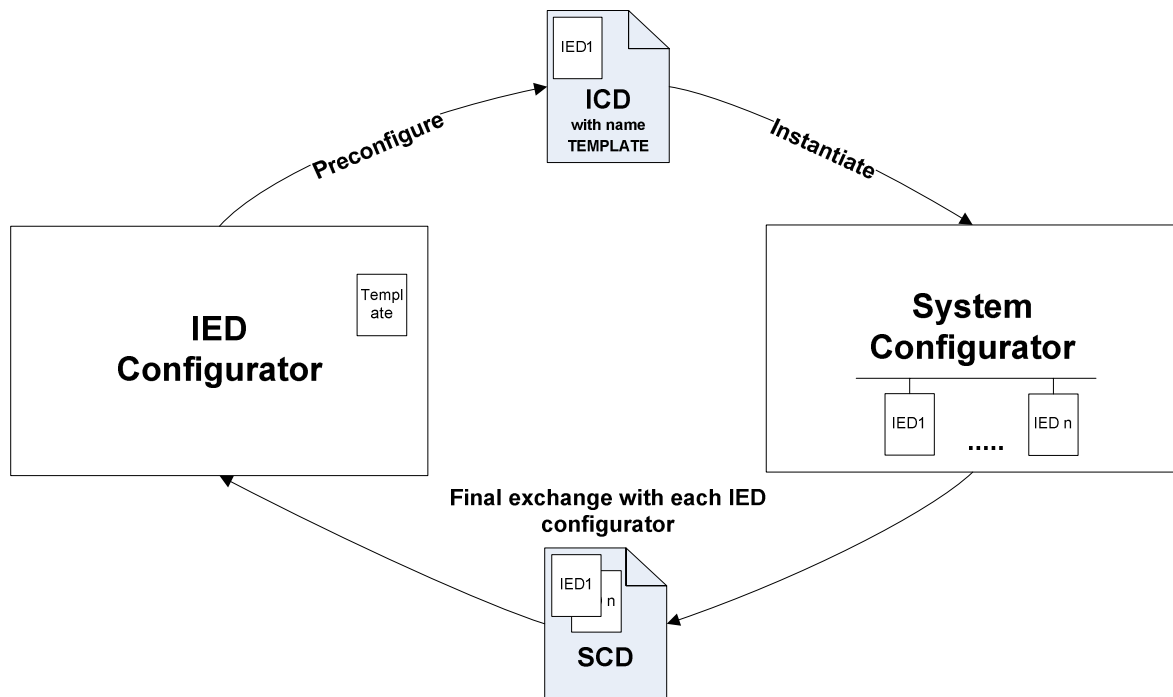 IED1
ICD
with name
TEMPLATE
Preconfigure
Instantiate
IED
Configurator
Templ
ate
System
Configurator
IED1
.....
IED n
Final exchange with each IED
configurator
IED1
n
SCD